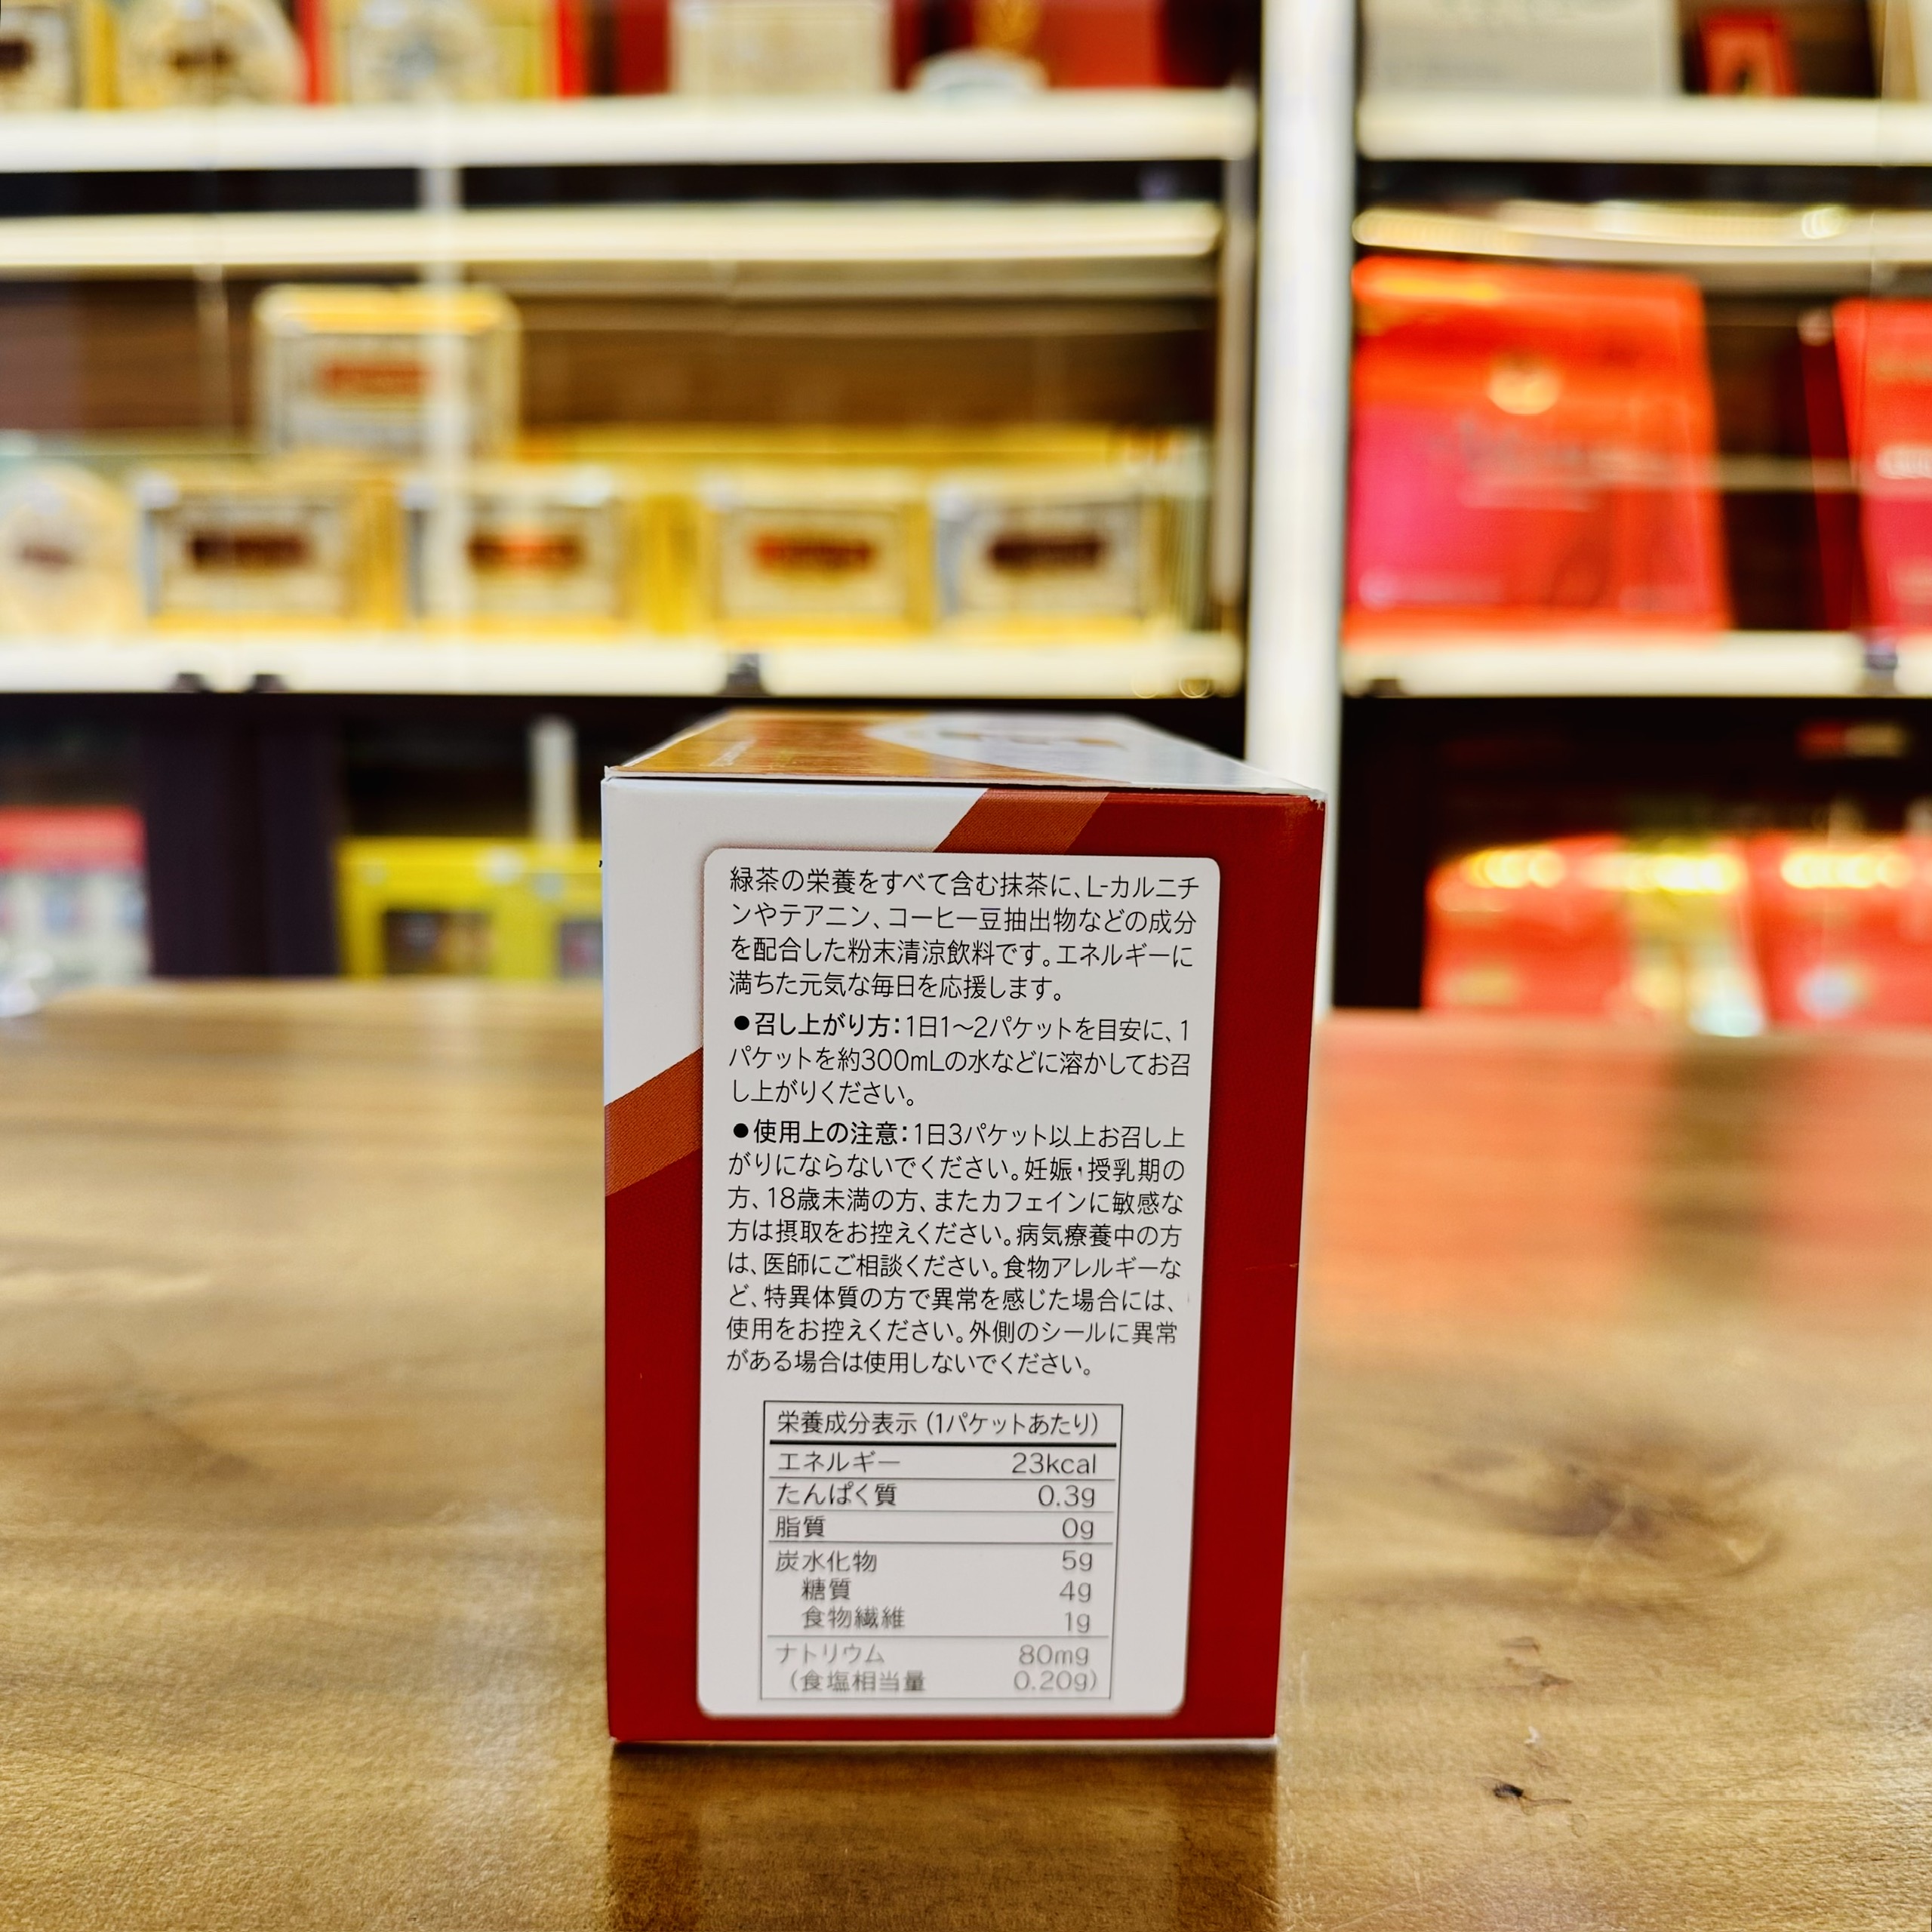 緑茶の栄養をすべて含む抹茶に、L-カルニチ
ンやテアニン、コーヒー豆抽出物などの成分
を配合した粉末清涼飲料です。エネルギーに
満ちた元気な毎日を応援します。
●召し上がり方：1日1〜2パケットを目安に、1
パケットを約300mLの水などに溶かしてお召
し上がりください。
●使用上の注意：1日3パケット以上お召し上
がりにならないでください。妊娠・授乳期の
方、18歳未満の方、またカフェインに敏感な
方は摂取をお控えください。病気療養中の方
は、医師にご相談ください。食物アレルギーな
ど、特異体質の方で異常を感じた場合には、
使用をお控えください。外側のシールに異常
がある場合は使用しないでください。
栄養成分表示（1パケットあたり）
エネルギー 23kcal
たんぱく質 0.3g
脂質 0g
炭水化物 5g
糖質 4g
食物繊維 1g
ナトリウム 80mg
（食塩相当量 0.20g）